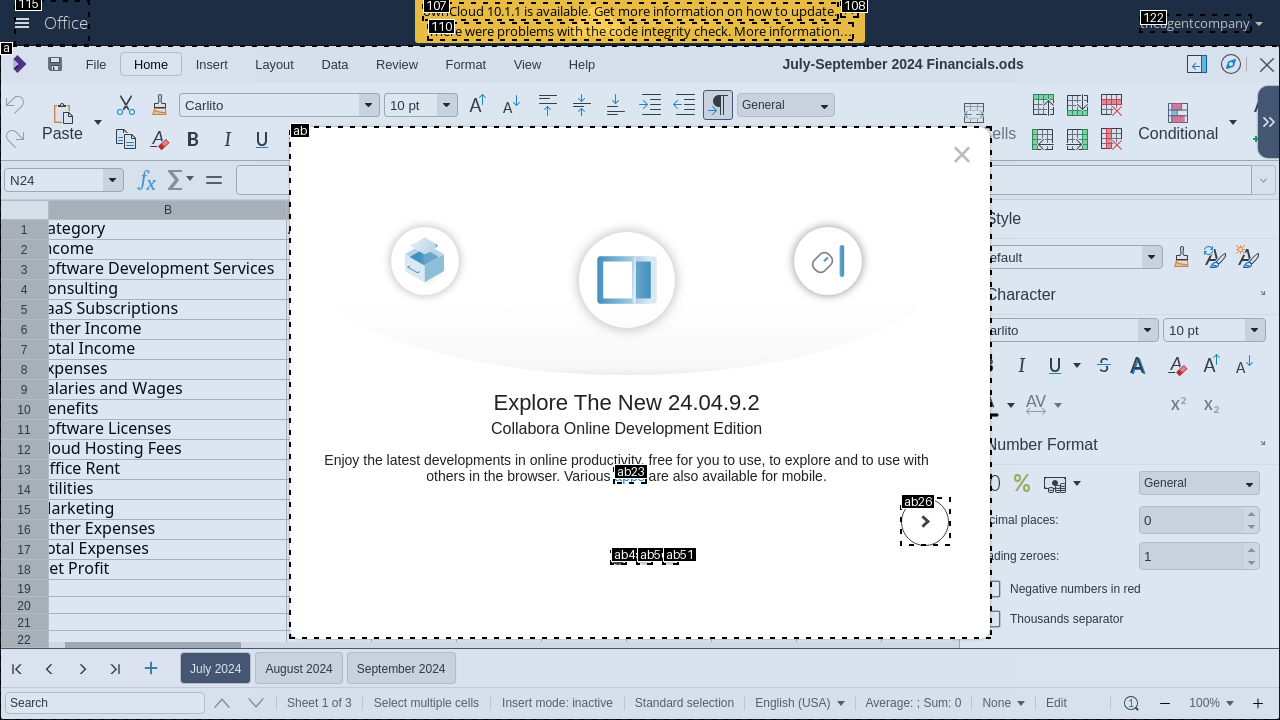 115
Office
107
108
ownCloud 10.1.1 is available. Get more information on how to update.
110
There were problems with the code integrity check. More information…
122
a
File
Home
Insert
Layout
Data
Review
Format
View
Help
July-September 2024 Financials.ods
Paste
Carlito
10 pt
B
I
U
General
ells
Conditional
N24
fx
Σ
=
ab
B
1 ategory
2 ncome
3 oftware Development Services
4 onsulting
5 aaS Subscriptions
6 ther Income
7 otal Income
8 xpenses
9 alaries and Wages
10 enefits
11 oftware Licenses
12 loud Hosting Fees
13 ffice Rent
14 tilities
15 Marketing
16 ther Expenses
17 otal Expenses
18 et Profit
19
20
21
22
Explore The New 24.04.9.2
Collabora Online Development Edition
Enjoy the latest developments in online productivity, free for you to use, to explore and to use with
others in the browser. Various ab23 are also available for mobile.
ab26
ab51
Style
efault
Character
arlito
10 pt
I
U
S
A
AV
x²
x₂
Number Format
0
%
General
cimal places:
0
ading zeroes:
1
Negative numbers in red
Thousands separator
July 2024
August 2024
September 2024
Search
Sheet 1 of 3
Select multiple cells
Insert mode: inactive
Standard selection
English (USA)
Average: ; Sum: 0
None
Edit
100%